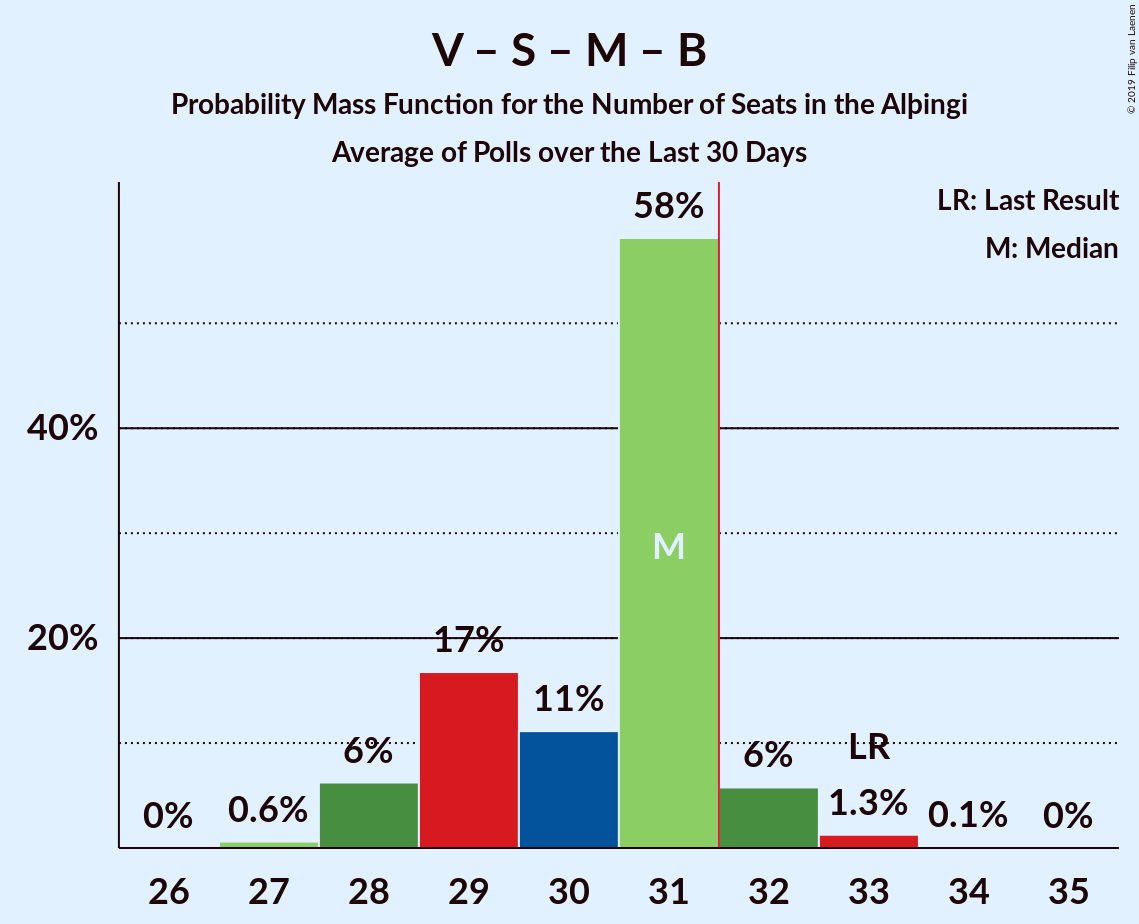 V – S – M – B
Probability Mass Function for the Number of Seats in the Alþingi
Average of Polls over the Last 30 Days
© 2019 Filip van Laenen
LR: Last Result
M: Median
58%
40%
M
20%
17%
11%
6%
6%
LR
0%
0.6%
1.3%
0.1%
0%
26 27 28 29 30 31 32 33 34 35